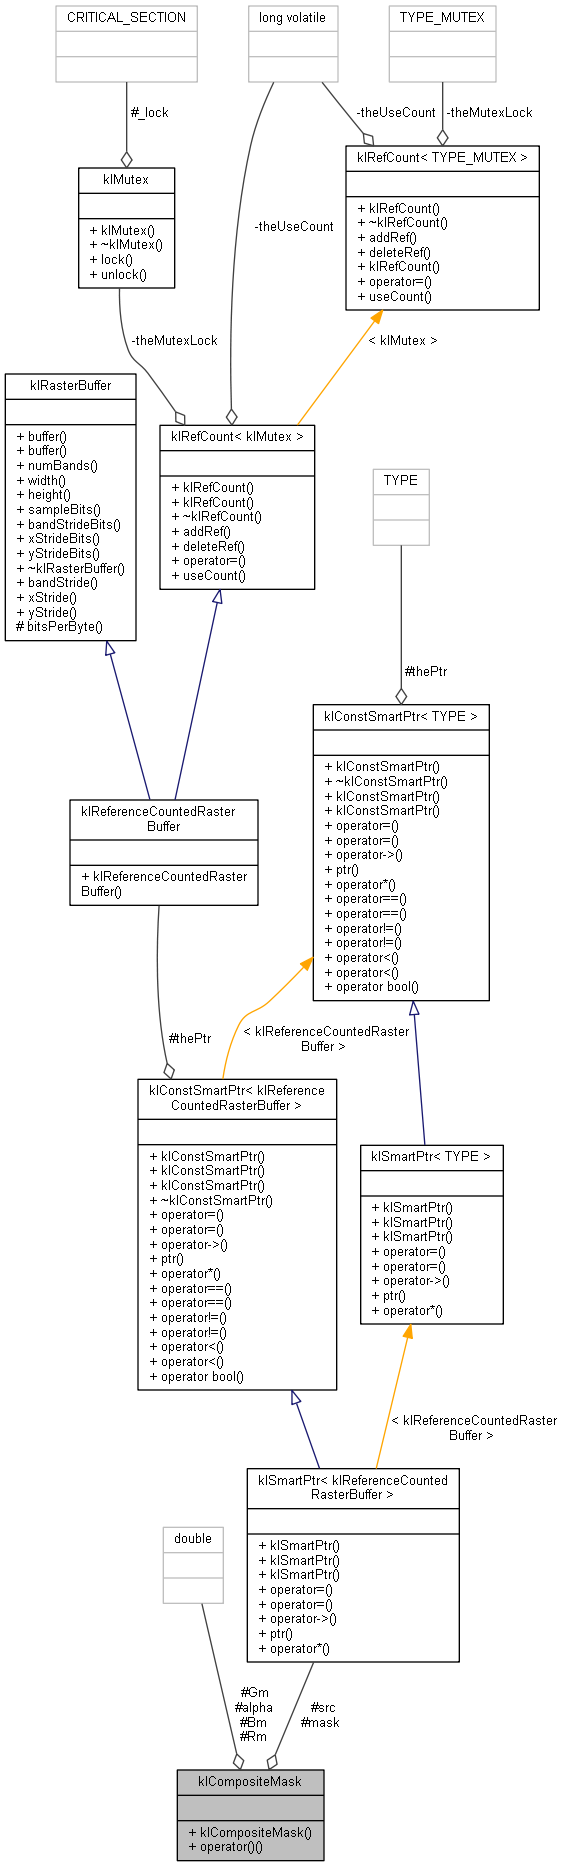 CRITICAL_SECTION
long volatile
TYPE_MUTEX
#_lock
-theUseCount
-theMutexLock
klMutex
+ klMutex()
+ ~klMutex()
+ lock()
+ unlock()
klRefCount< TYPE_MUTEX >
+ klRefCount()
+ ~klRefCount()
+ addRef()
+ deleteRef()
+ klRefCount()
+ operator=()
+ useCount()
-theUseCount
-theMutexLock
< klMutex >
klRasterBuffer
+ buffer()
+ buffer()
+ numBands()
+ width()
+ height()
+ sampleBits()
+ bandStrideBits()
+ xStrideBits()
+ yStrideBits()
+ ~klRasterBuffer()
+ bandStride()
+ xStride()
+ yStride()
# bitsPerByte()
klRefCount< klMutex >
+ klRefCount()
+ klRefCount()
+ ~klRefCount()
+ addRef()
+ deleteRef()
+ operator=()
+ useCount()
TYPE
#thePtr
klConstSmartPtr< TYPE >
+ klConstSmartPtr()
+ ~klConstSmartPtr()
+ klConstSmartPtr()
+ klConstSmartPtr()
+ operator=()
+ operator=()
+ operator->()
+ ptr()
+ operator*()
+ operator==()
+ operator==()
+ operator!=()
+ operator!=()
+ operator<()
+ operator<()
+ operator bool()
klReferenceCountedRaster
Buffer
+ klReferenceCountedRaster
Buffer()
#thePtr
< klReferenceCountedRaster
Buffer >
klConstSmartPtr< klReference
CountedRasterBuffer >
+ klConstSmartPtr()
+ klConstSmartPtr()
+ klConstSmartPtr()
+ ~klConstSmartPtr()
+ operator=()
+ operator=()
+ operator->()
+ ptr()
+ operator*()
+ operator==()
+ operator==()
+ operator!=()
+ operator!=()
+ operator<()
+ operator<()
+ operator bool()
klSmartPtr< TYPE >
+ klSmartPtr()
+ klSmartPtr()
+ klSmartPtr()
+ operator=()
+ operator=()
+ operator->()
+ ptr()
+ operator*()
< klReferenceCountedRaster
Buffer >
klSmartPtr< klReferenceCounted
RasterBuffer >
+ klSmartPtr()
+ klSmartPtr()
+ klSmartPtr()
+ operator=()
+ operator=()
+ operator->()
+ ptr()
+ operator*()
double
#Gm
#alpha
#Bm
#Rm
#src
#mask
klCompositeMask
+ klCompositeMask()
+ operator()()